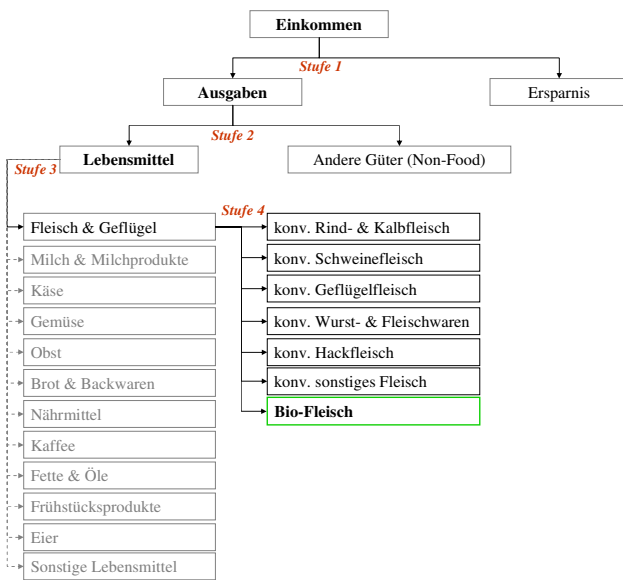 Einkommen
Stufe 1
Ausgaben
Ersparnis
Stufe 2
Lebensmittel
Andere Güter (Non-Food)
Stufe 3
Stufe 4
Fleisch & Geflügel
konv. Rind- & Kalbfleisch
Milch & Milchprodukte
konv. Schweinefleisch
Käse
konv. Geflügelfleisch
Gemüse
konv. Wurst- & Fleischwaren
Obst
konv. Hackfleisch
Brot & Backwaren
konv. sonstiges Fleisch
Nährmittel
Bio-Fleisch
Kaffee
Fette & Öle
Frühstücksprodukte
Eier
Sonstige Lebensmittel